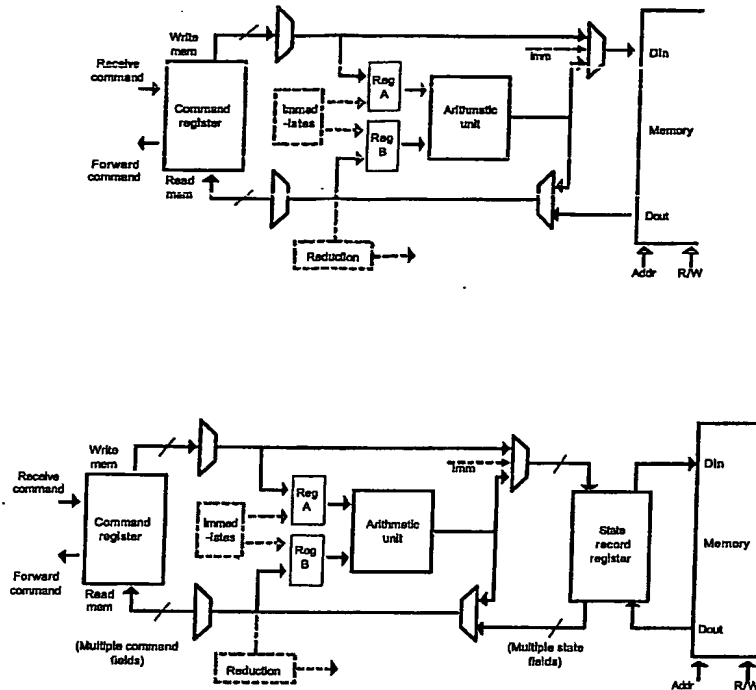 Write
mem
Receive
command
Command
register
Forward
command
Read
mem
Immed
-iates
Reg
A
Reg
B
Arithmatic
unit
Imm
Din
Memory
Dout
Reduction
Addr
R/W
Write
mem
Receive
command
Command
register
Forward
command
Read
mem
(Multiple command
fields)
Immed
-iates
Reg
A
Reg
B
Arithmatic
unit
Imm
State
record
register
(Multiple state
fields)
Din
Memory
Dout
Reduction
Addr
R/W